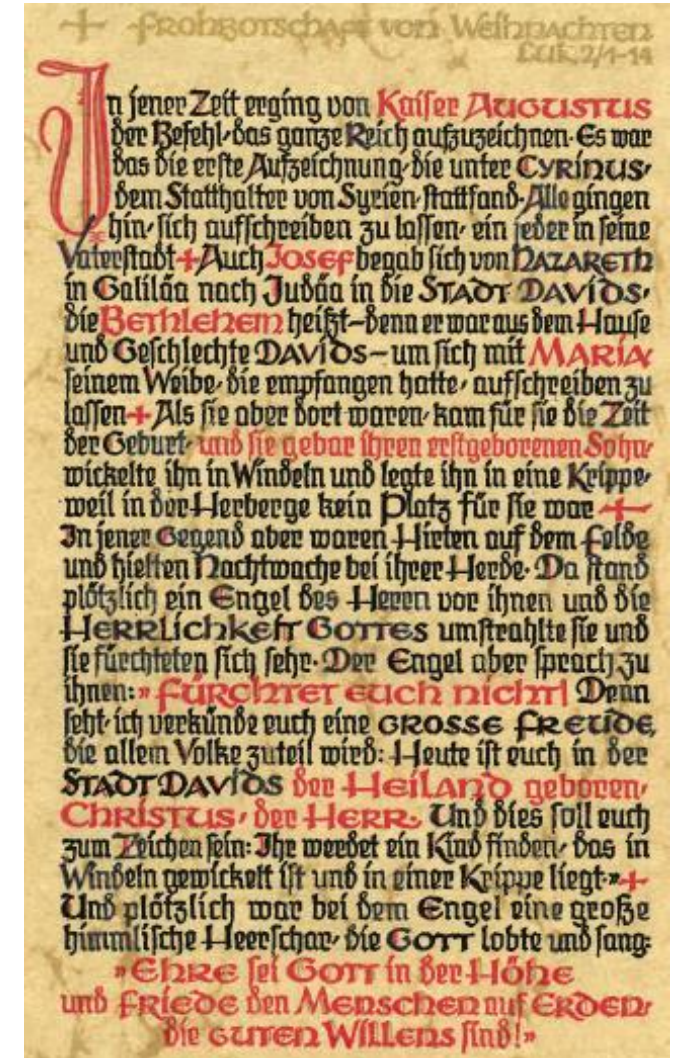 + Frohbotschaft von Weihnachten
Luk. 2/1-14
In jener Zeit erging von Kaiser Augustus
der Befehl, das ganze Reich aufzuzeichnen. Es war
das die erste Aufzeichnung, die unter CYRINUS,
dem Statthalter von Syrien, stattfand. Alle gingen
hin, sich aufschreiben zu lassen, ein jeder in seine
Vaterstadt + Auch JOSEF begab sich von NAZARETH
in Galiläa nach Judäa in die STADT DAVIDS,
die BETHLEHEM heißt – denn er war aus dem Hause
und Geschlechte DAVIDS – um sich mit MARIA
seinem Weibe, die empfangen hatte, aufschreiben zu
lassen + Als sie aber dort waren, kam für sie die Zeit
der Geburt, und sie gebar ihren erstgeborenen Sohn,
wickelte ihn in Windeln und legte ihn in eine Krippe,
weil in der Herberge kein Platz für sie war +
In jener Gegend aber waren Hirten auf dem Felde
und hielten Nachtwache bei ihrer Herde. Da stand
plötzlich ein Engel des Herrn vor ihnen und die
HERRLICHKEIT GOTTES umstrahlte sie und
sie fürchteten sich sehr. Der Engel aber sprach zu
ihnen: » FÜRCHTET EUCH NICHT! Denn
seht, ich verkünde euch eine GROSSE FREUDE,
die allem Volke zuteil wird: Heute ist euch in der
STADT DAVIDS der HEILAND geboren,
CHRISTUS, der HERR. Und dies soll euch
zum Zeichen sein: Ihr werdet ein Kind finden, das in
Windeln gewickelt ist und in einer Krippe liegt.» +
Und plötzlich war bei dem Engel eine große
himmlische Heerschar, die GOTT lobte und sang:
»EHRE sei GOTT in der Höhe
und FRIEDE den MENSCHEN auf ERDEN,
die GUTEN WILLENS sind!»